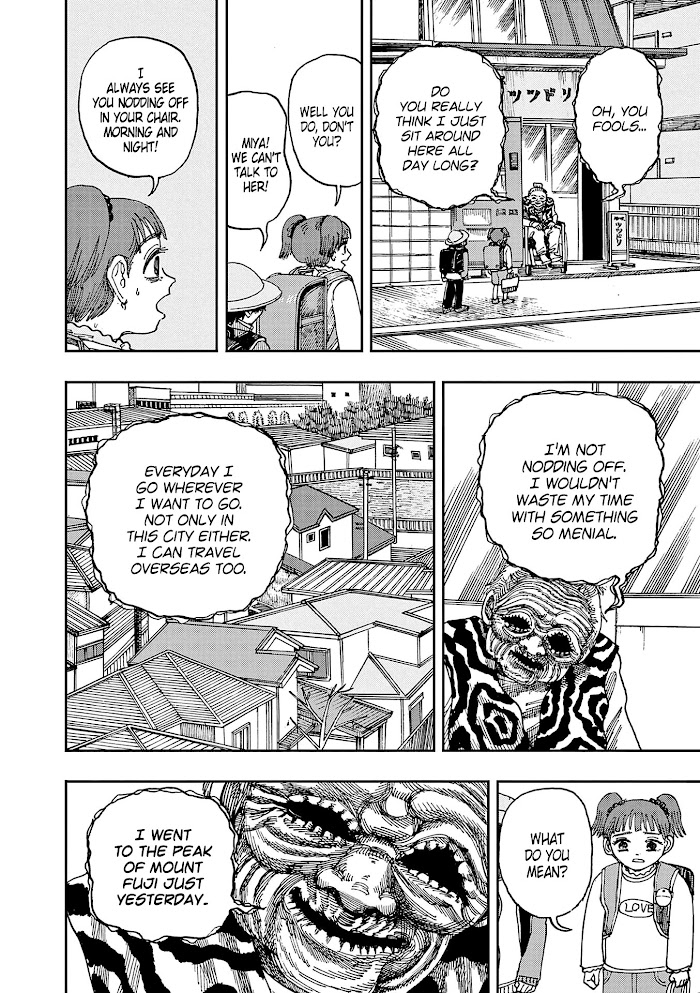 OH, YOU
FOOLS...
DO
YOU REALLY
THINK I JUST
SIT AROUND
HERE ALL
DAY LONG?
ツツドリ
ツツドリ
WELL YOU
DO, DON'T
YOU?
MIYA!
WE CAN'T
TALK TO
HER!
I
ALWAYS SEE
YOU NODDING OFF
IN YOUR CHAIR.
MORNING AND
NIGHT!
I'M NOT
NODDING OFF.
I WOULDN'T
WASTE MY TIME
WITH SOMETHING
SO MENIAL.
EVERYDAY I
GO WHEREVER
I WANT TO GO.
NOT ONLY IN
THIS CITY EITHER.
I CAN TRAVEL
OVERSEAS TOO.
WHAT
DO YOU
MEAN?
LOVE
I WENT
TO THE PEAK
OF MOUNT
FUJI JUST
YESTERDAY..